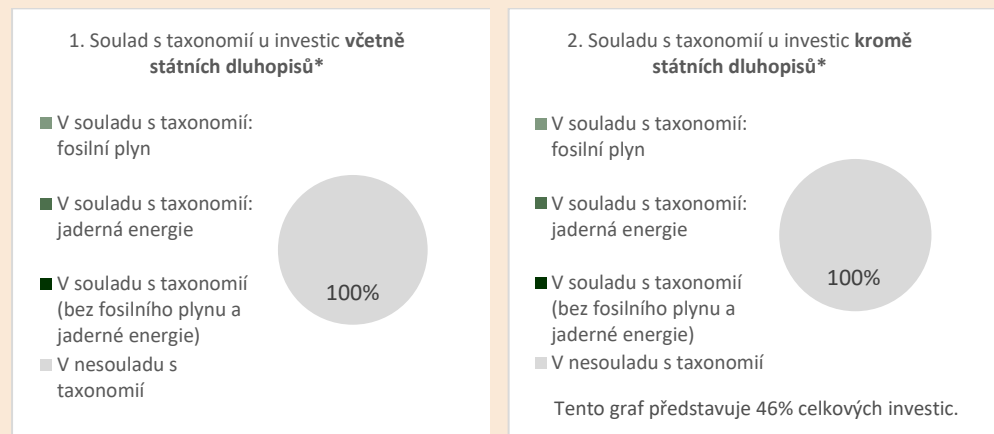 1. Soulad s taxonomií u investic včetně
státních dluhopisů*
V souladu s taxonomií:
fosilní plyn
V souladu s taxonomií:
jaderná energie
V souladu s taxonomií
(bez fosilního plynu a
jaderné energie)
V nesouladu s
taxonomií
100%
2. Souladu s taxonomií u investic kromě
státních dluhopisů*
V souladu s taxonomií:
fosilní plyn
V souladu s taxonomií:
jaderná energie
V souladu s taxonomií
(bez fosilního plynu a
jaderné energie)
V nesouladu s taxonomií
100%
Tento graf představuje 46% celkových investic.